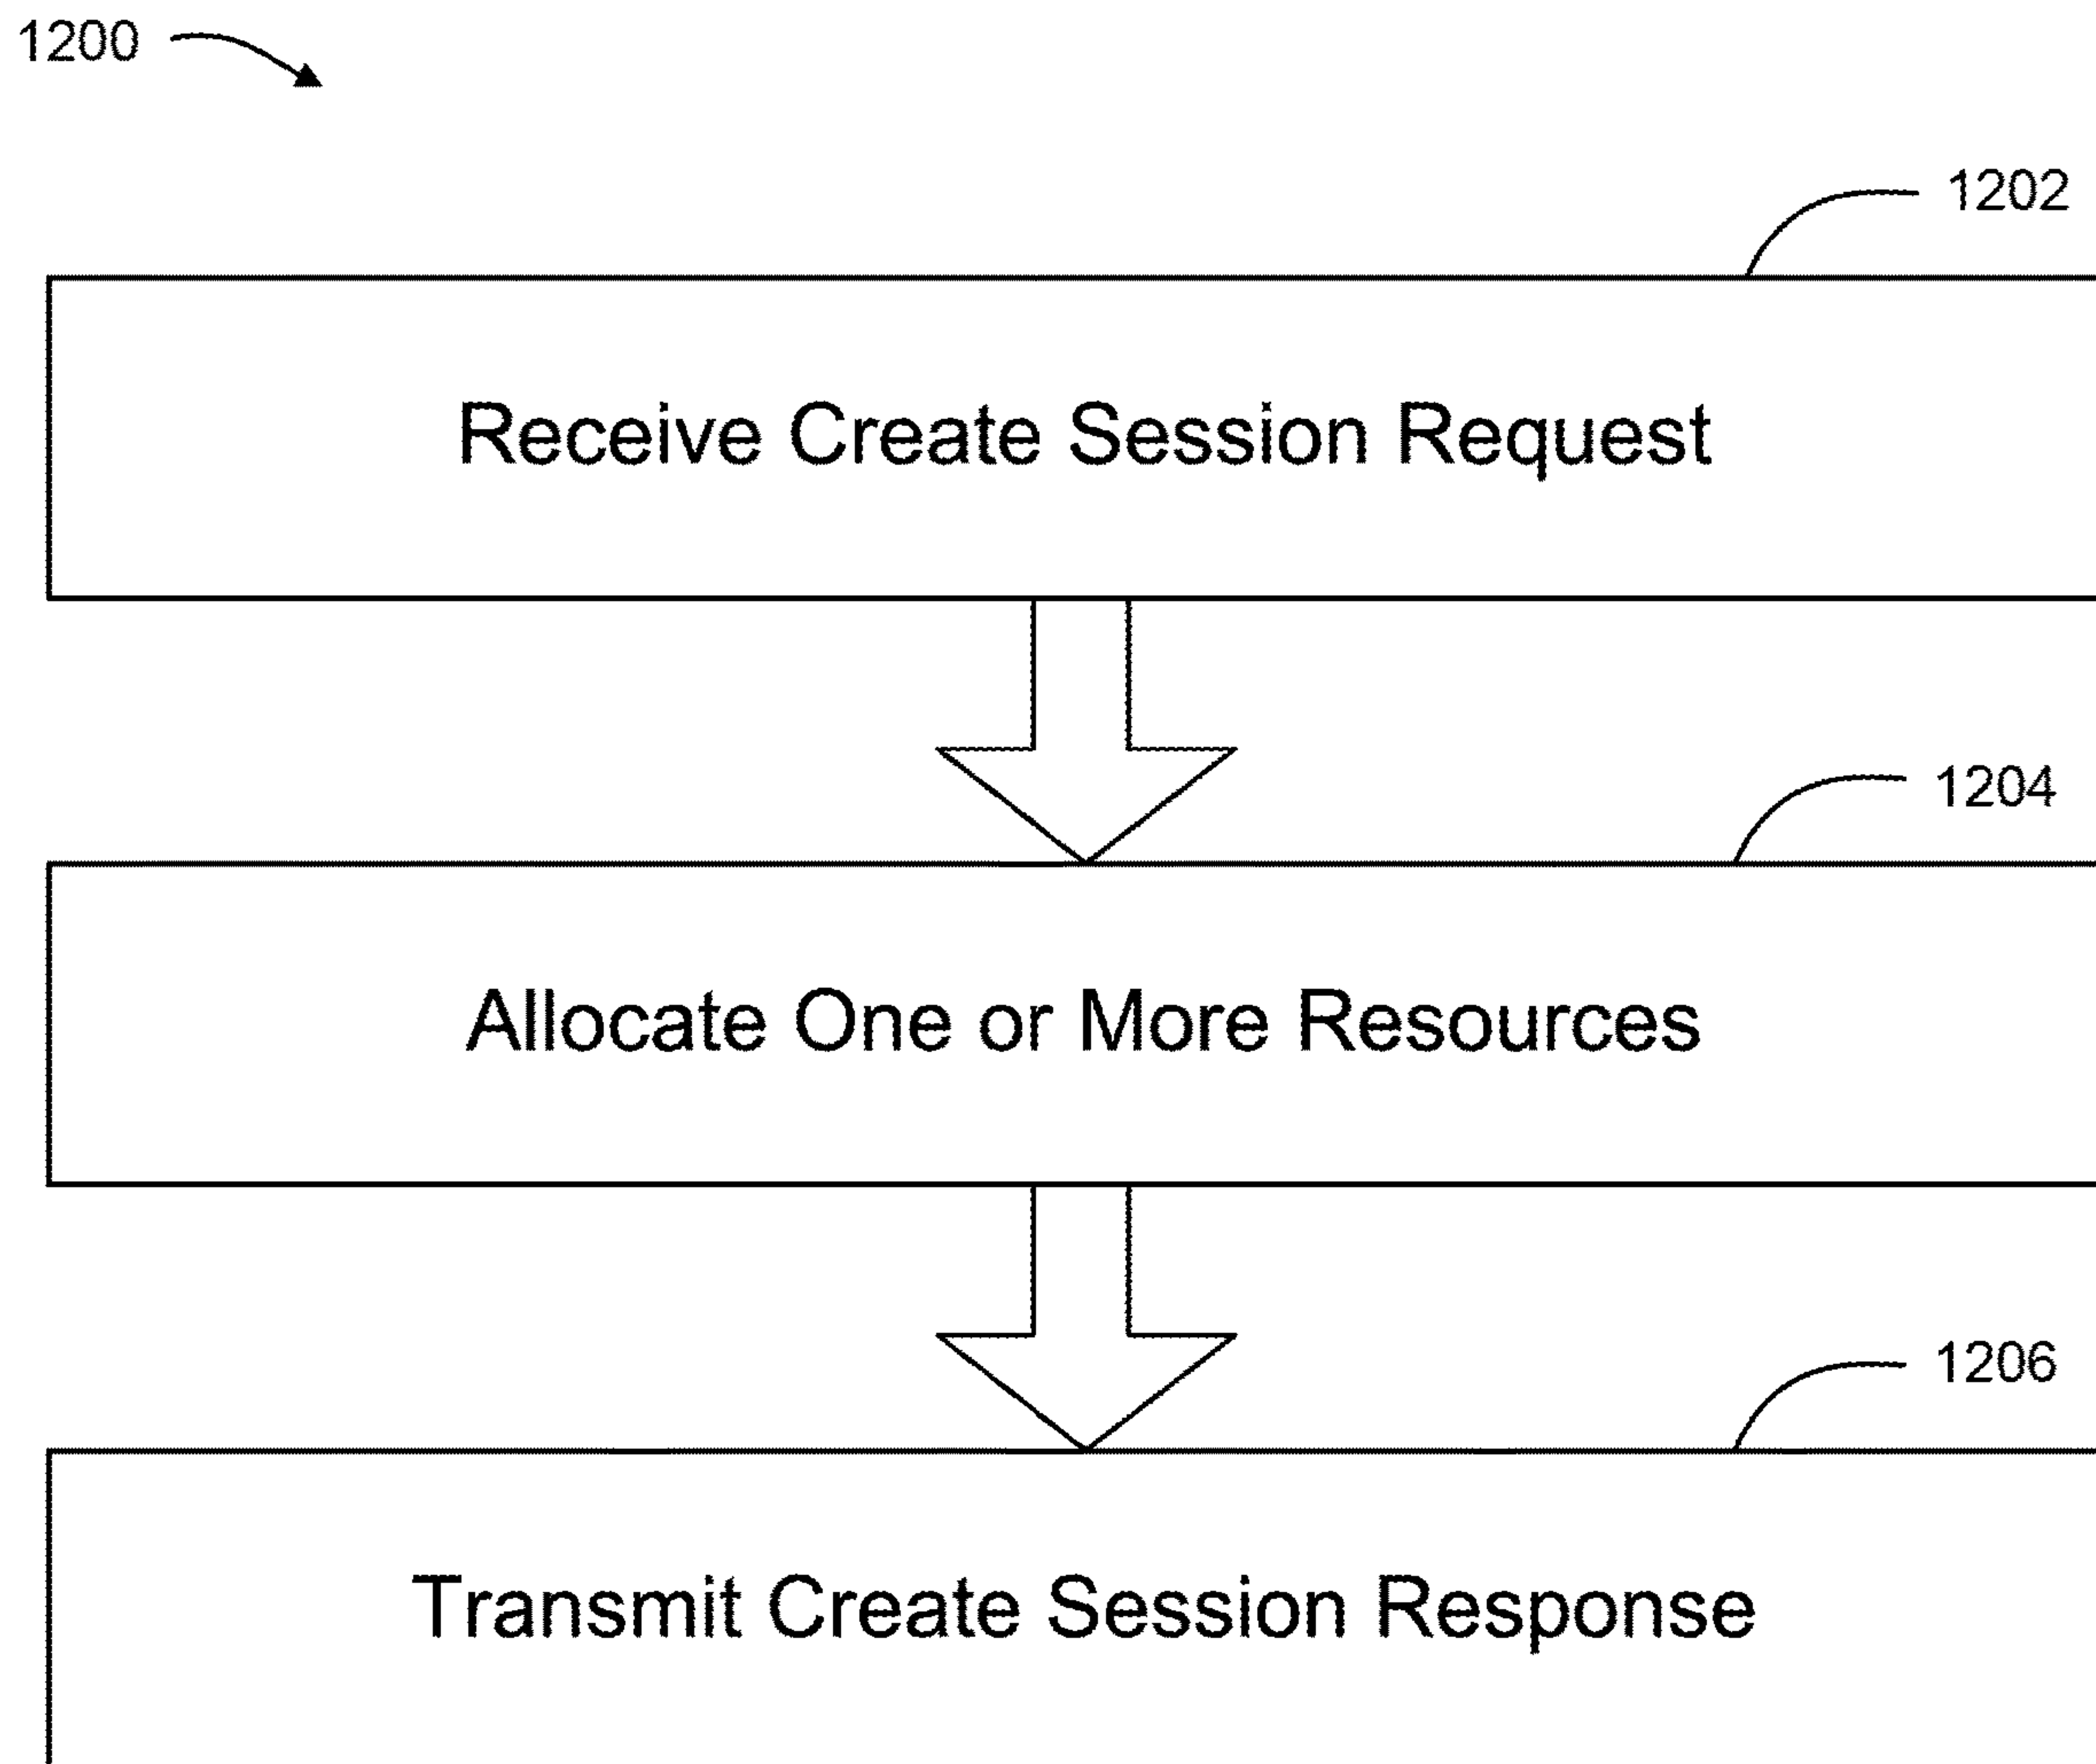 1200
1202
Receive Create Session Request
1204
Allocate One or More Resources
1206
Transmit Create Session Response